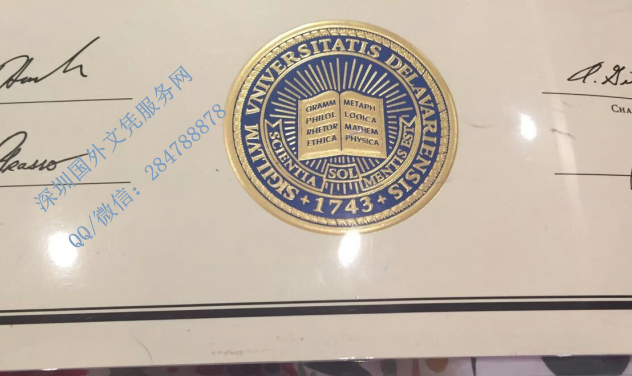 SIGILLVM VNIVERSITATIS DELAVARIENSIS
GRAMM METAPH
PHILOL LOGICA
RHETOR MATHEM
ETHICA PHYSICA
SCIENTIA SOL MENTIS EST
1743
CHA
深圳国外文凭服务网
QQ/微信：284788878